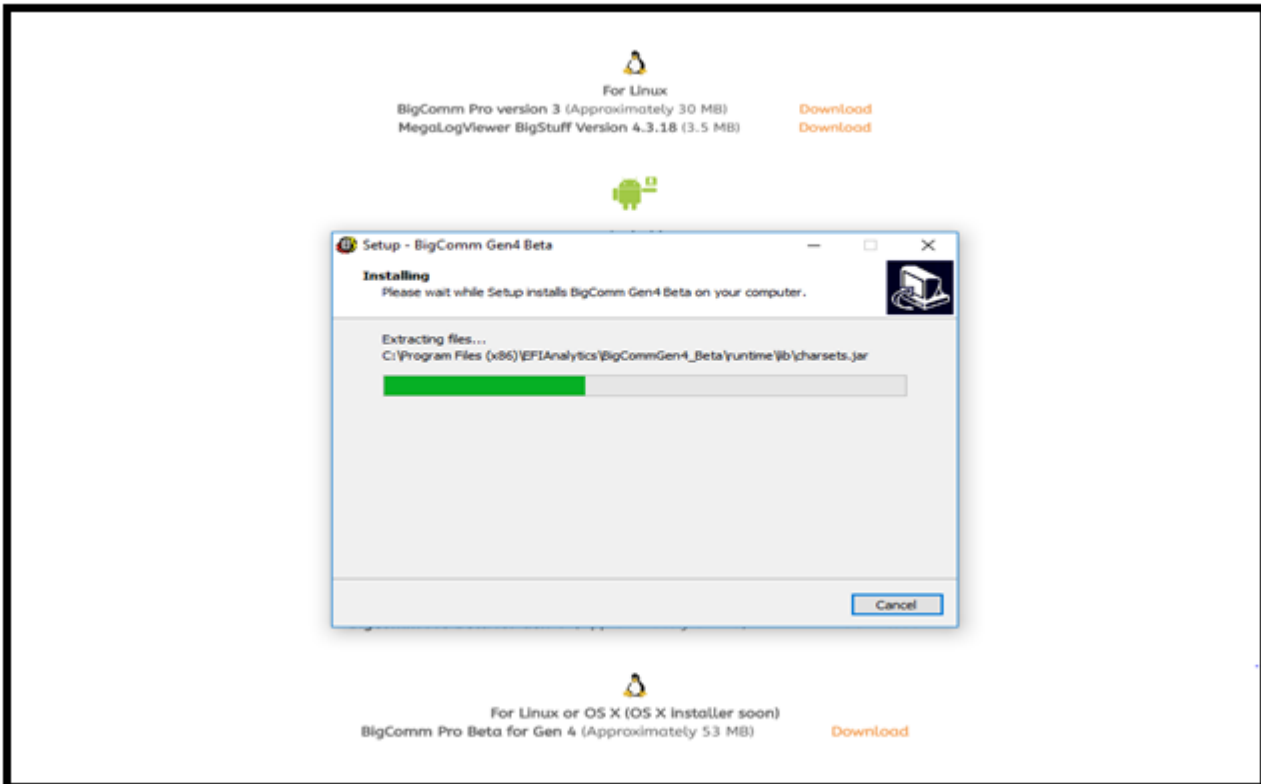 For Linux
BigComm Pro version 3 (Approximately 30 MB) Download
MegaLogViewer BigStuff Version 4.3.18 (3.5 MB) Download
Setup - BigComm Gen4 Beta
Installing
Please wait while Setup installs BigComm Gen4 Beta on your computer.
Extracting files...
C:\Program Files (x86)\EFIAnalytics\BigCommGen4_Beta\runtime\lib\charsets.jar
Cancel
For Linux or OS X (OS X installer soon)
BigComm Pro Beta for Gen 4 (Approximately 53 MB) Download